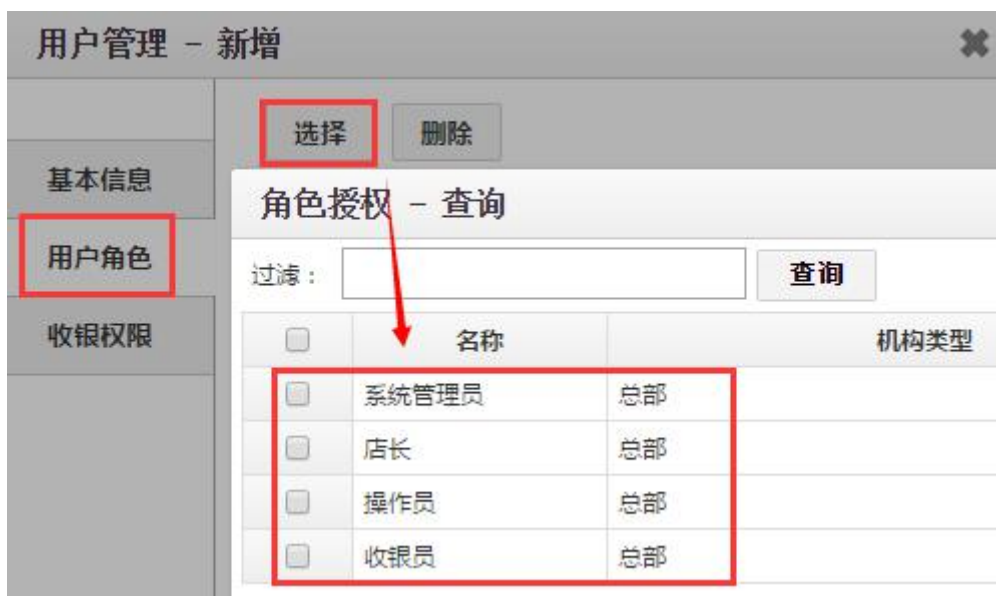 用户管理 - 新增
选择 删除
基本信息
用户角色
收银权限
角色授权 - 查询
过滤： 查询
名称 机构类型
系统管理员 总部
店长 总部
操作员 总部
收银员 总部